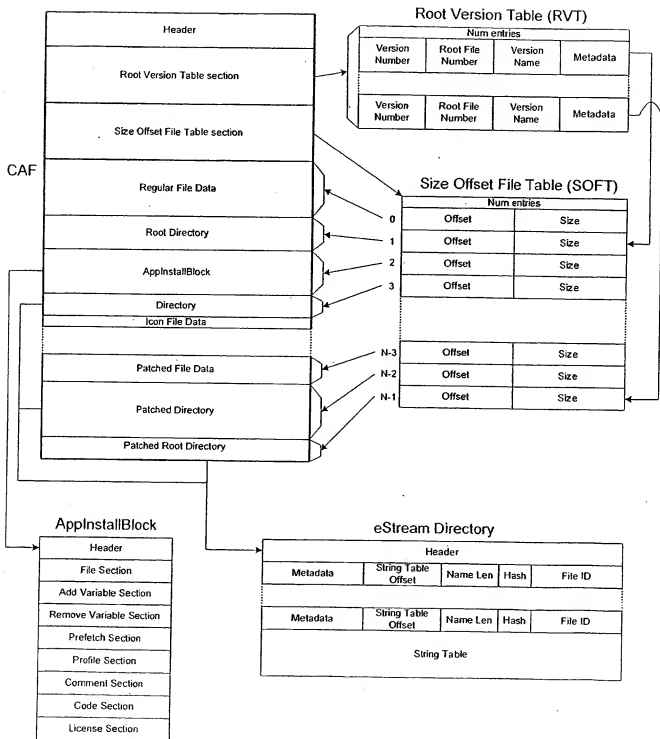 Root Version Table (RVT)
Num entries
Version Number
Root File Number
Version Name
Metadata
Version Number
Root File Number
Version Name
Metadata
CAF
Header
Root Version Table section
Size Offset File Table section
Regular File Data
Root Directory
AppInstallBlock
Directory
Icon File Data
Patched File Data
Patched Directory
Patched Root Directory
Size Offset File Table (SOFT)
Num entries
0 Offset Size
1 Offset Size
2 Offset Size
3 Offset Size
N-3 Offset Size
N-2 Offset Size
N-1 Offset Size
AppInstallBlock
Header
File Section
Add Variable Section
Remove Variable Section
Prefetch Section
Profile Section
Comment Section
Code Section
License Section
eStream Directory
Header
Metadata
String Table Offset
Name Len
Hash
File ID
Metadata
String Table Offset
Name Len
Hash
File ID
String Table